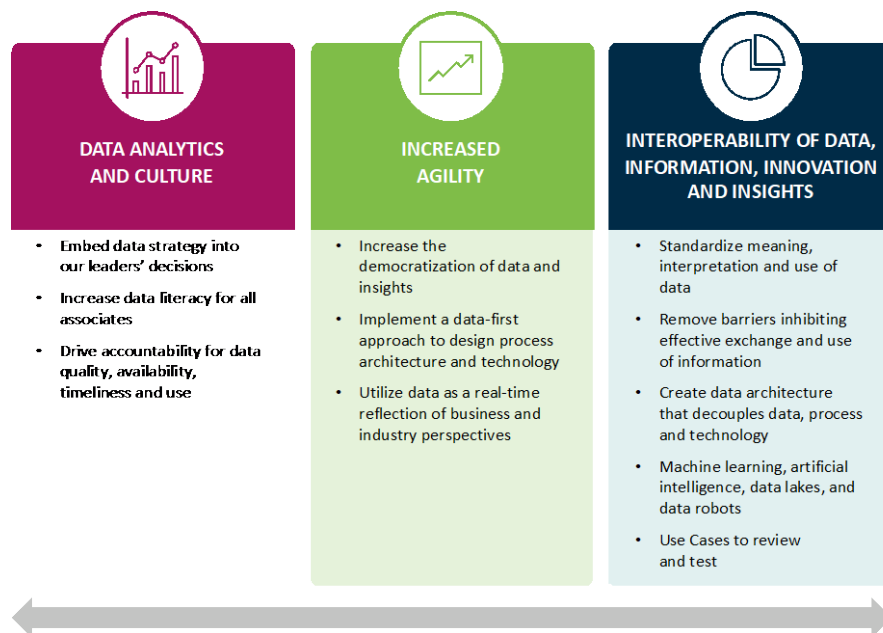 DATA ANALYTICS
AND CULTURE
• Embed data strategy into
our leaders’ decisions
• Increase data literacy for all
associates
• Drive accountability for data
quality, availability,
timeliness and use
INCREASED
AGILITY
• Increase the
democratization of data and
insights
• Implement a data-first
approach to design process
architecture and technology
• Utilize data as a real-time
reflection of business and
industry perspectives
INTEROPERABILITY OF DATA,
INFORMATION, INNOVATION
AND INSIGHTS
• Standardize meaning,
interpretation and use of
data
• Remove barriers inhibiting
effective exchange and use
of information
• Create data architecture
that decouples data, process
and technology
• Machine learning, artificial
intelligence, data lakes, and
data robots
• Use Cases to review
and test